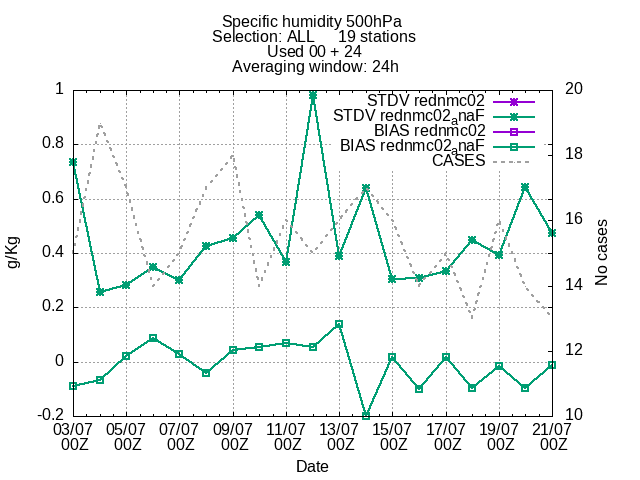 Specific humidity 500hPa
Selection: ALL 19 stations
Used 00 + 24
Averaging window: 24h
STDV rednmc02
STDV rednmc02anaF
BIAS rednmc02
BIAS rednmc02anaF
CASES
1
0.8
0.6
0.4
0.2
0
-0.2
g/Kg
20
18
16
14
12
10
No cases
03/07 05/07 07/07 09/07 11/07 13/07 15/07 17/07 19/07 21/07
00Z 00Z 00Z 00Z 00Z 00Z 00Z 00Z 00Z 00Z
Date